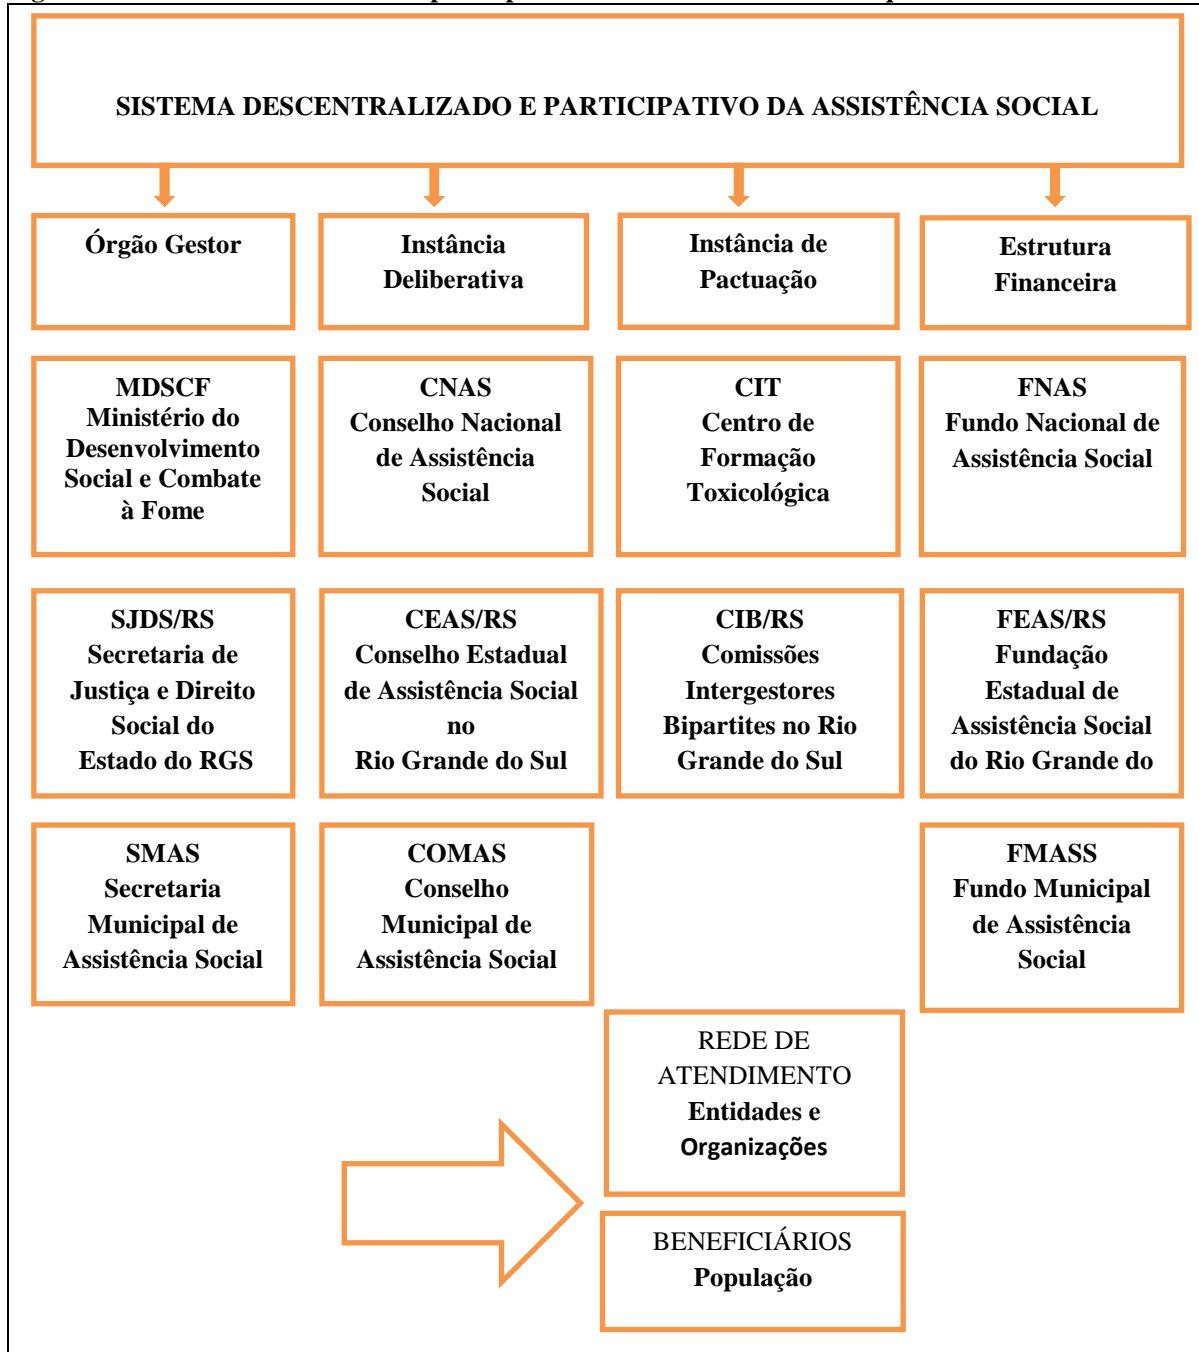 SISTEMA DESCENTRALIZADO E PARTICIPATIVO DA ASSISTÊNCIA SOCIAL
Órgão Gestor
Instância
Deliberativa
Instância de
Pactuação
Estrutura
Financeira
MDSCF
Ministério do
Desenvolvimento
Social e Combate
à Fome
CNAS
Conselho Nacional
de Assistência
Social
CIT
Centro de
Formação
Toxicológica
FNAS
Fundo Nacional de
Assistência Social
SJDS/RS
Secretaria de
Justiça e Direito
Social do
Estado do RGS
CEAS/RS
Conselho Estadual
de Assistência Social
no
Rio Grande do Sul
CIB/RS
Comissões
Intergestores
Bipartites no Rio
Grande do Sul
FEAS/RS
Fundação
Estadual de
Assistência Social
do Rio Grande do
SMAS
Secretaria
Municipal de
Assistência Social
COMAS
Conselho
Municipal de
Assistência Social
FMASS
Fundo Municipal
de Assistência
Social
REDE DE
ATENDIMENTO
Entidades e
Organizações
BENEFICIÁRIOS
População